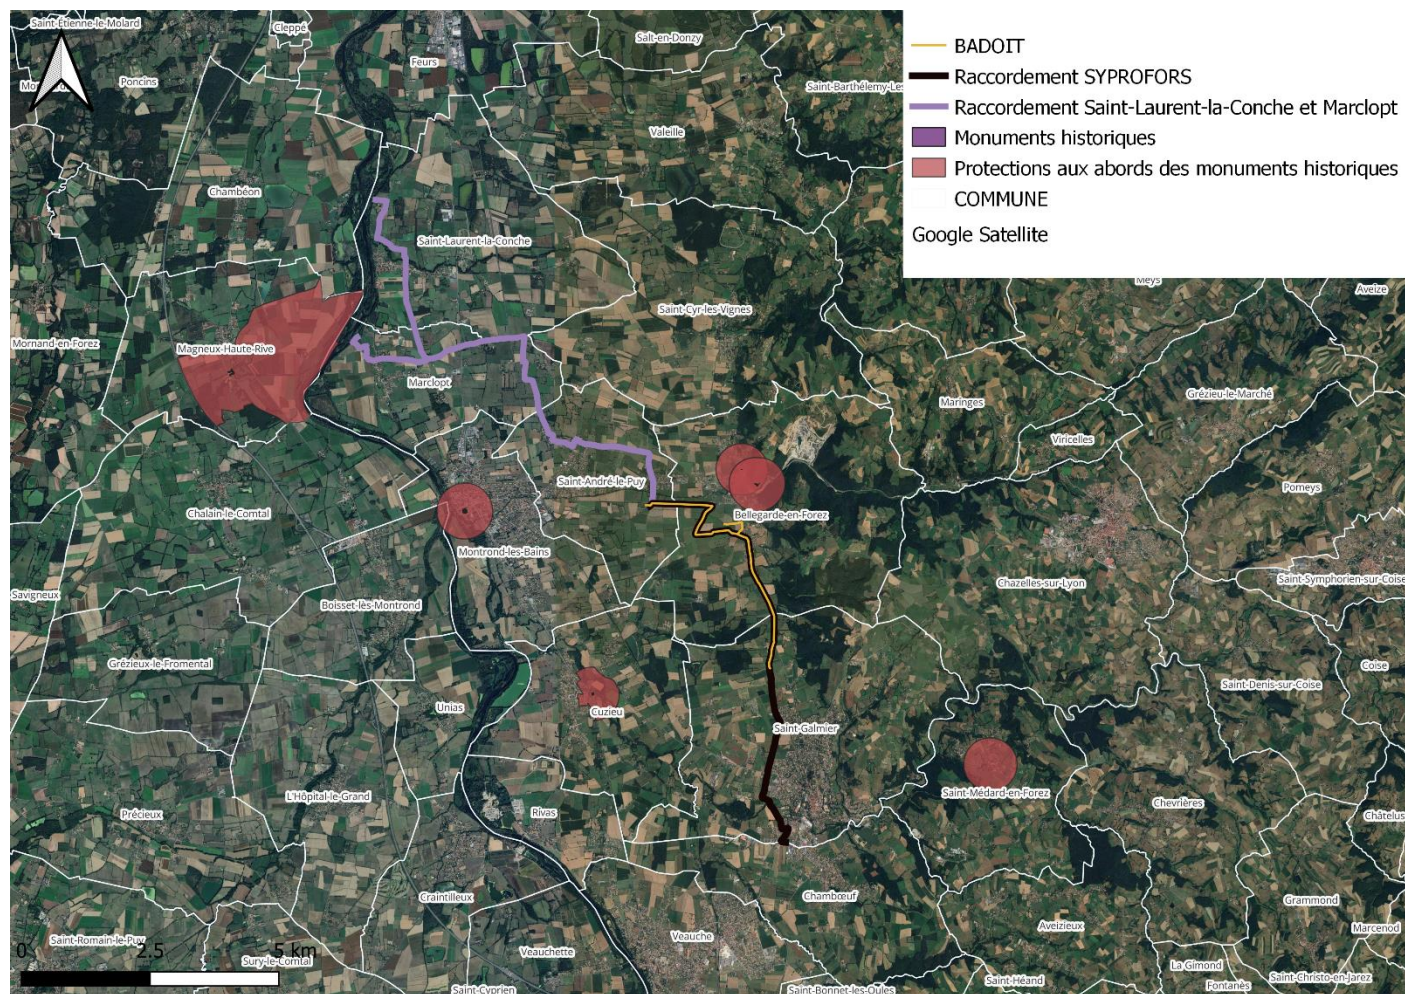 BADOIT
Raccordement SYPROFORS
Raccordement Saint-Laurent-la-Conche et Marclopt
Monuments historiques
Protections aux abords des monuments historiques
COMMUNE
Google Satellite
Saint-Étienne-le-Molard
Cleppé
Salt-en-Donzy
Feurs
Poncins
Valeille
Chambéon
Saint-Laurent-la-Conche
Meys
Aveize
Saint-Cyr-les-Vignes
Mornand-en-Forez
Magneux-Haute-Rive
Marclopt
Grézieu-le-Marché
Maringes
Viricelles
Saint-André-le-Puy
Pomeys
Chalain-le-Comtal
Bellegarde-en-Forez
Montrond-les-Bains
Saint-Symphorien-sur-Coise
Chazelles-sur-Lyon
Savigneux
Boisset-lès-Montrond
Grézieux-le-Fromental
Coise
Saint-Denis-sur-Coise
Unias
Cuzieu
Saint-Galmier
L'Hôpital-le-Grand
Saint-Médard-en-Forez
Chevrières
Précieux
Rivas
Châtelus
Craintilleux
Chambœuf
Grammond
Aveizieux
Marcenod
Veauche
Saint-Romain-le-Puy
0 2.5 5 km
Sury-le-Comtal
Veauchette
La Gimond
Saint-Héand
Saint-Christo-en-Jarez
Fontanès
Saint-Cyprien
Saint-Bonnet-les-Oules